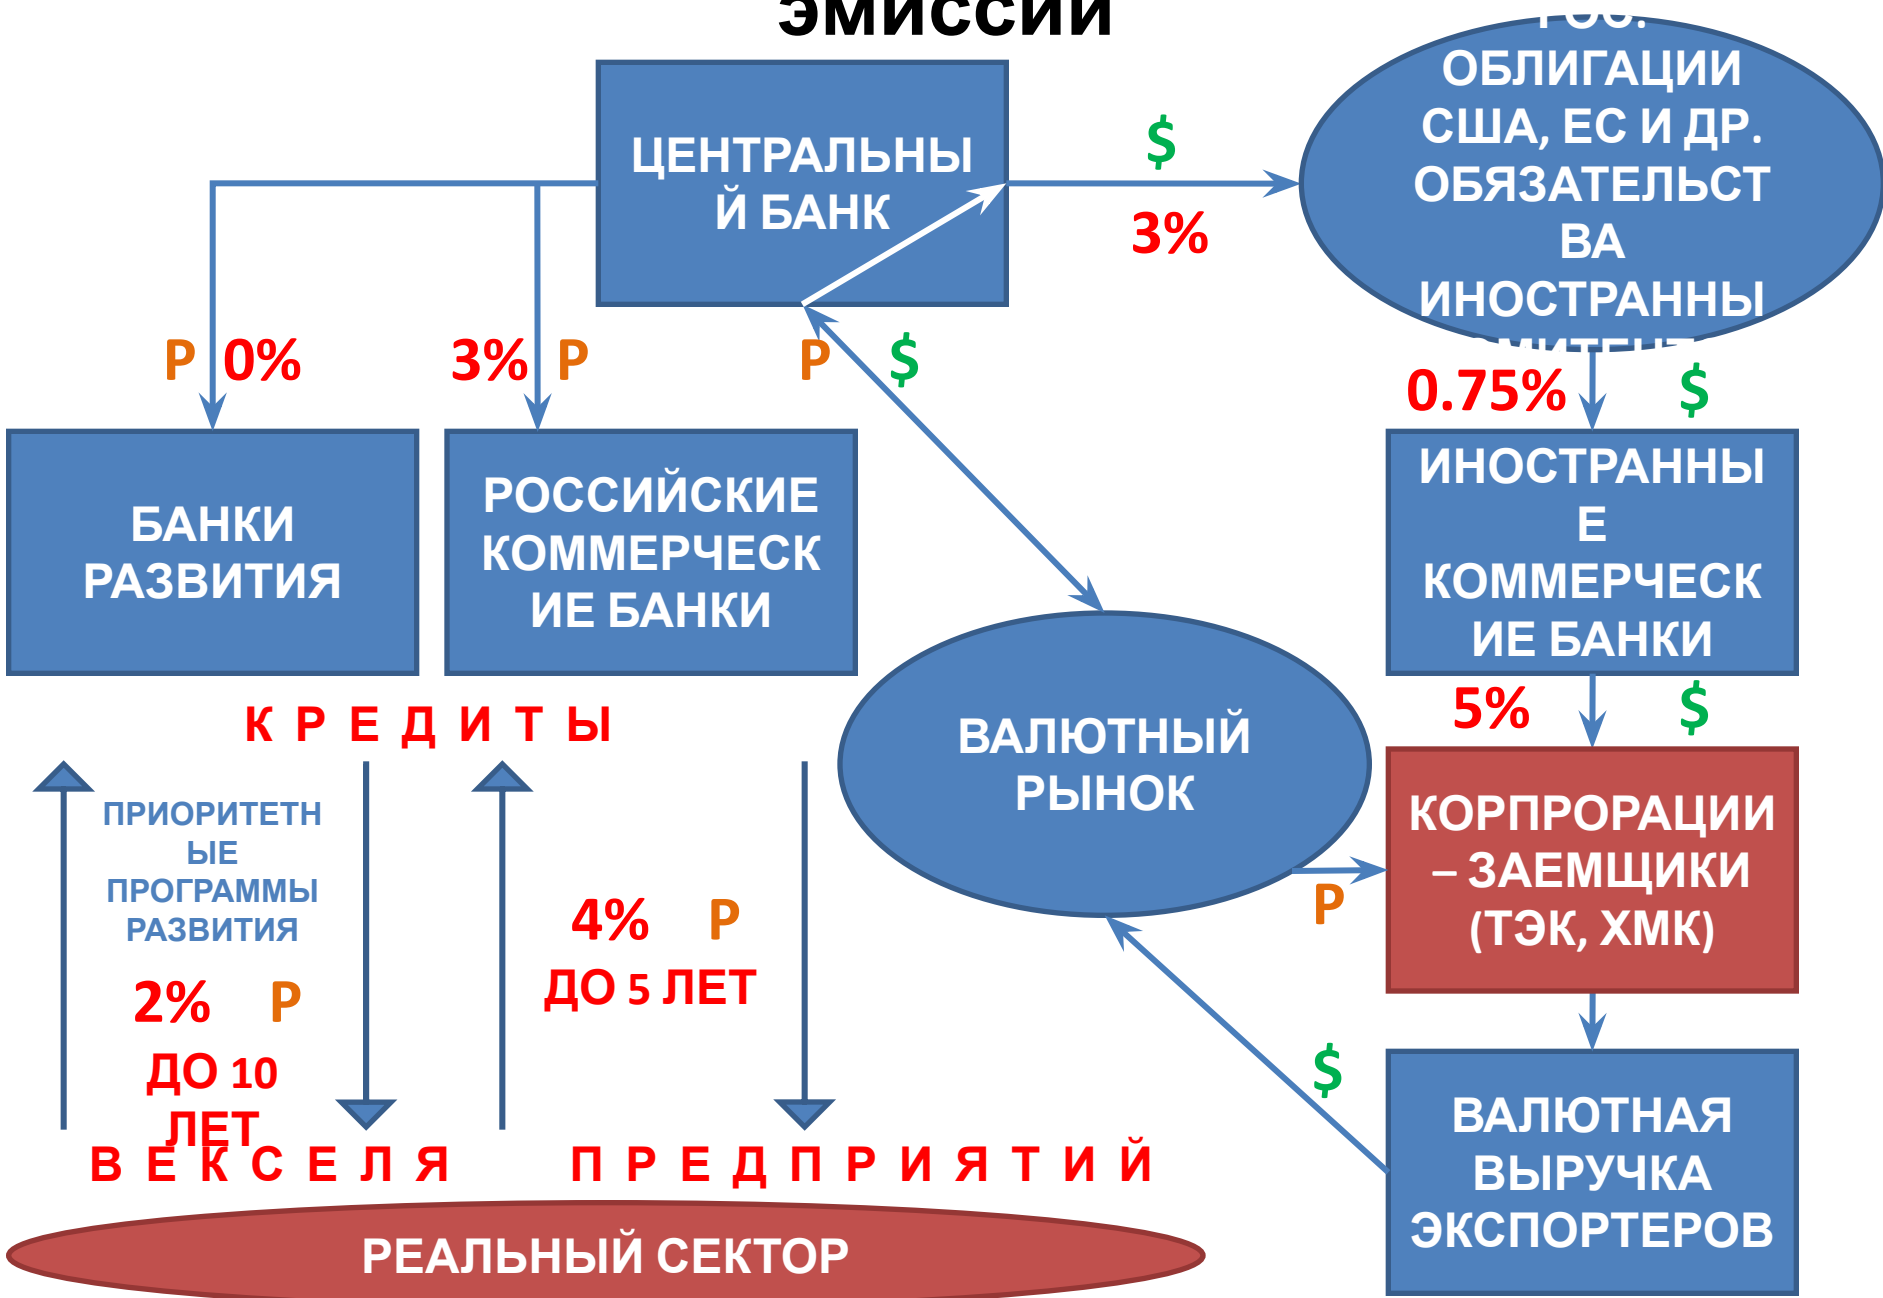 эмиссии
ГОС.
ОБЛИГАЦИИ
США, ЕС И ДР.
ОБЯЗАТЕЛЬСТ
ВА
ИНОСТРАННЫ
ЦЕНТРАЛЬНЫ
Й БАНК
$
3%
Р 0%
3% Р
Р $
0.75% $
БАНКИ
РАЗВИТИЯ
РОССИЙСКИЕ
КОММЕРЧЕСК
ИЕ БАНКИ
ИНОСТРАННЫ
Е
КОММЕРЧЕСК
ИЕ БАНКИ
5% $
К Р Е Д И Т Ы
ВАЛЮТНЫЙ
РЫНОК
КОРПРОРАЦИИ
– ЗАЕМЩИКИ
(ТЭК, ХМК)
Р
ПРИОРИТЕТН
ЫЕ
ПРОГРАММЫ
РАЗВИТИЯ
2% Р
ДО 10
ЛЕТ
4% Р
ДО 5 ЛЕТ
$
ВАЛЮТНАЯ
ВЫРУЧКА
ЭКСПОРТЕРОВ
В Е К С Е Л Я П Р Е Д П Р И Я Т И Й
РЕАЛЬНЫЙ СЕКТОР